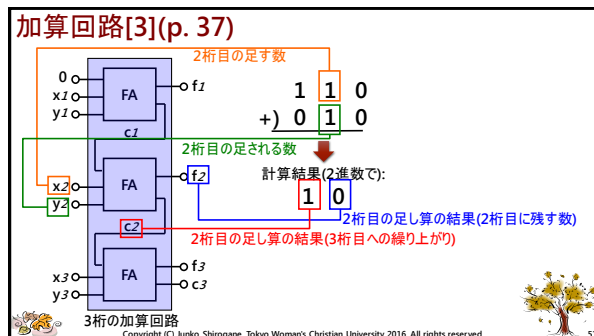 加算回路[3](p. 37)
2桁目の足す数
0
x1
y1
FA
f1
c1
1 1 0
+) 0 1 0
2桁目の足される数
計算結果(2進数で):
x2
y2
FA
f2
1 0
2桁目の足し算の結果(2桁目に残す数)
c2
2桁目の足し算の結果(3桁目への繰り上がり)
x3
y3
FA
f3
c3
3桁の加算回路
Copyright (C) Junko Shirogane, Tokyo Woman's Christian University 2016, All rights reserved.